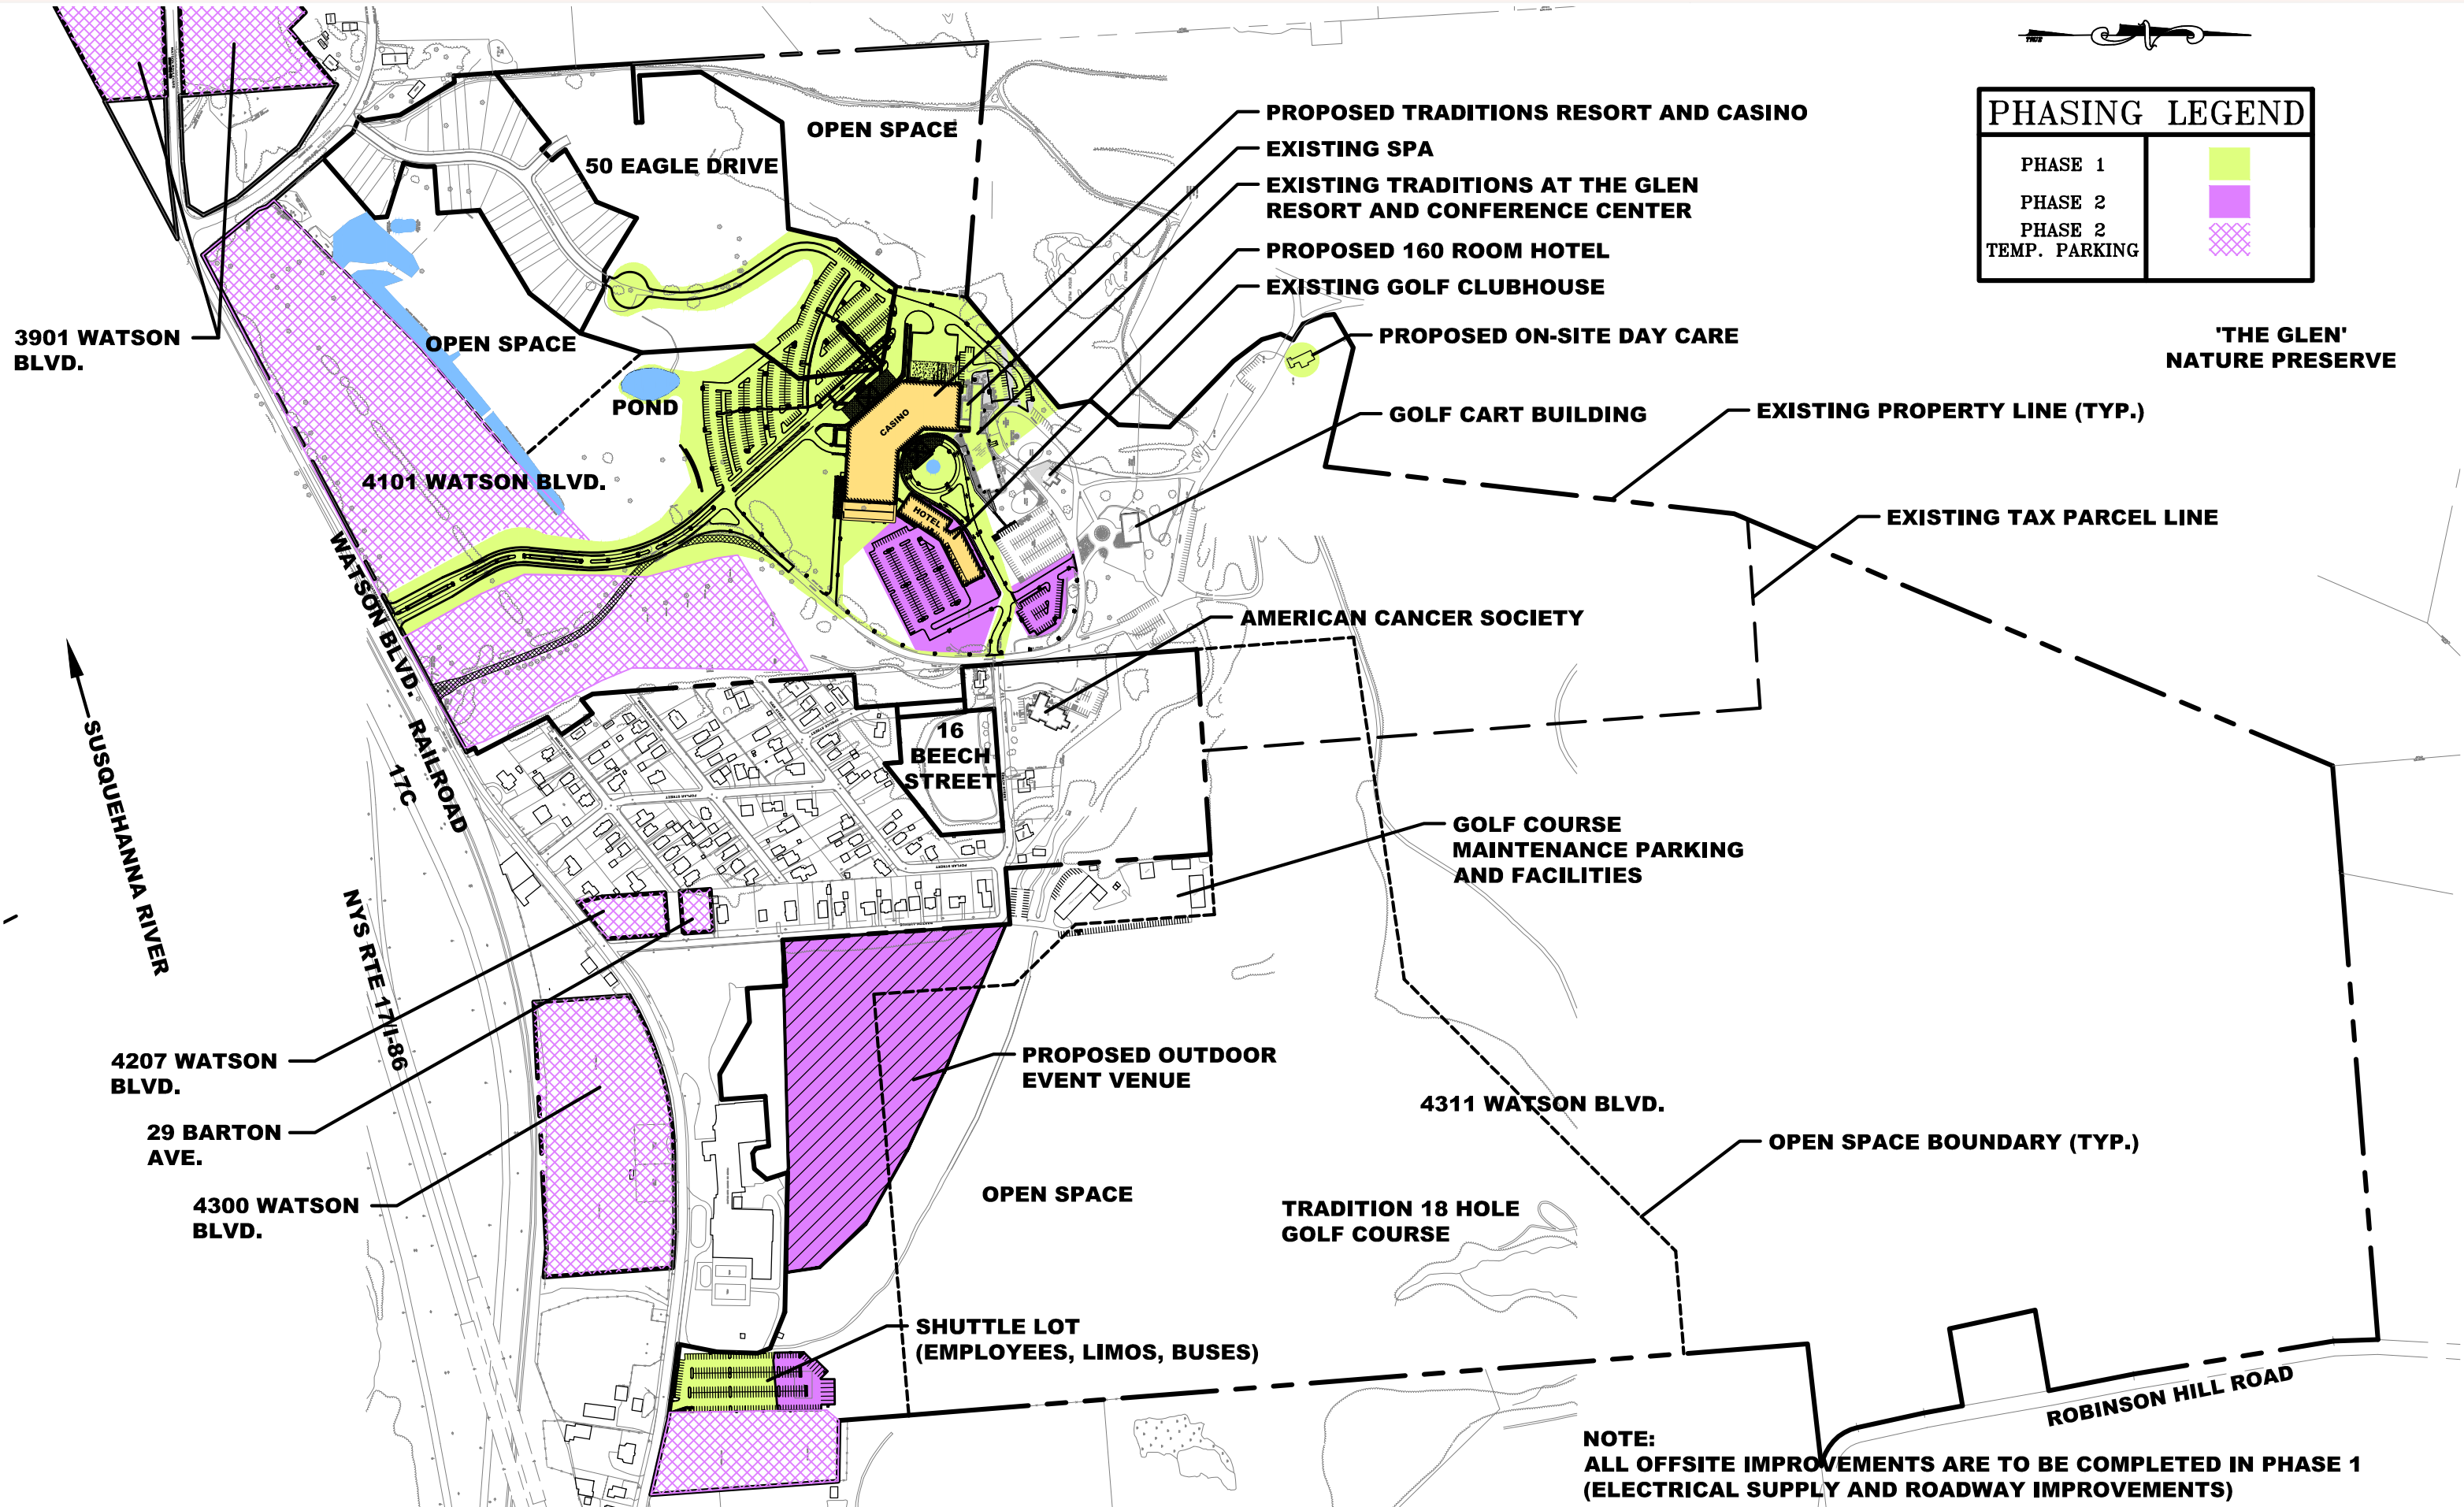 TRUE
PHASING LEGEND
PHASE 1
PHASE 2
PHASE 2
TEMP. PARKING
PROPOSED TRADITIONS RESORT AND CASINO
EXISTING SPA
EXISTING TRADITIONS AT THE GLEN
RESORT AND CONFERENCE CENTER
PROPOSED 160 ROOM HOTEL
EXISTING GOLF CLUBHOUSE
PROPOSED ON-SITE DAY CARE
GOLF CART BUILDING
EXISTING PROPERTY LINE (TYP.)
EXISTING TAX PARCEL LINE
'THE GLEN'
NATURE PRESERVE
OPEN SPACE
50 EAGLE DRIVE
3901 WATSON
BLVD.
OPEN SPACE
POND
CASINO
4101 WATSON BLVD.
HOTEL
WATSON BLVD.
RAILROAD
17C
AMERICAN CANCER SOCIETY
16
BEECH
STREET
SUSQUEHANNA RIVER
NYS RTE 17/I-86
POPLAR STREET
POPLAR STREET
GOLF COURSE
MAINTENANCE PARKING
AND FACILITIES
4207 WATSON
BLVD.
29 BARTON
AVE.
4300 WATSON
BLVD.
PROPOSED OUTDOOR
EVENT VENUE
4311 WATSON BLVD.
OPEN SPACE BOUNDARY (TYP.)
OPEN SPACE
TRADITION 18 HOLE
GOLF COURSE
SHUTTLE LOT
(EMPLOYEES, LIMOS, BUSES)
ROBINSON HILL ROAD
NOTE:
ALL OFFSITE IMPROVEMENTS ARE TO BE COMPLETED IN PHASE 1
(ELECTRICAL SUPPLY AND ROADWAY IMPROVEMENTS)